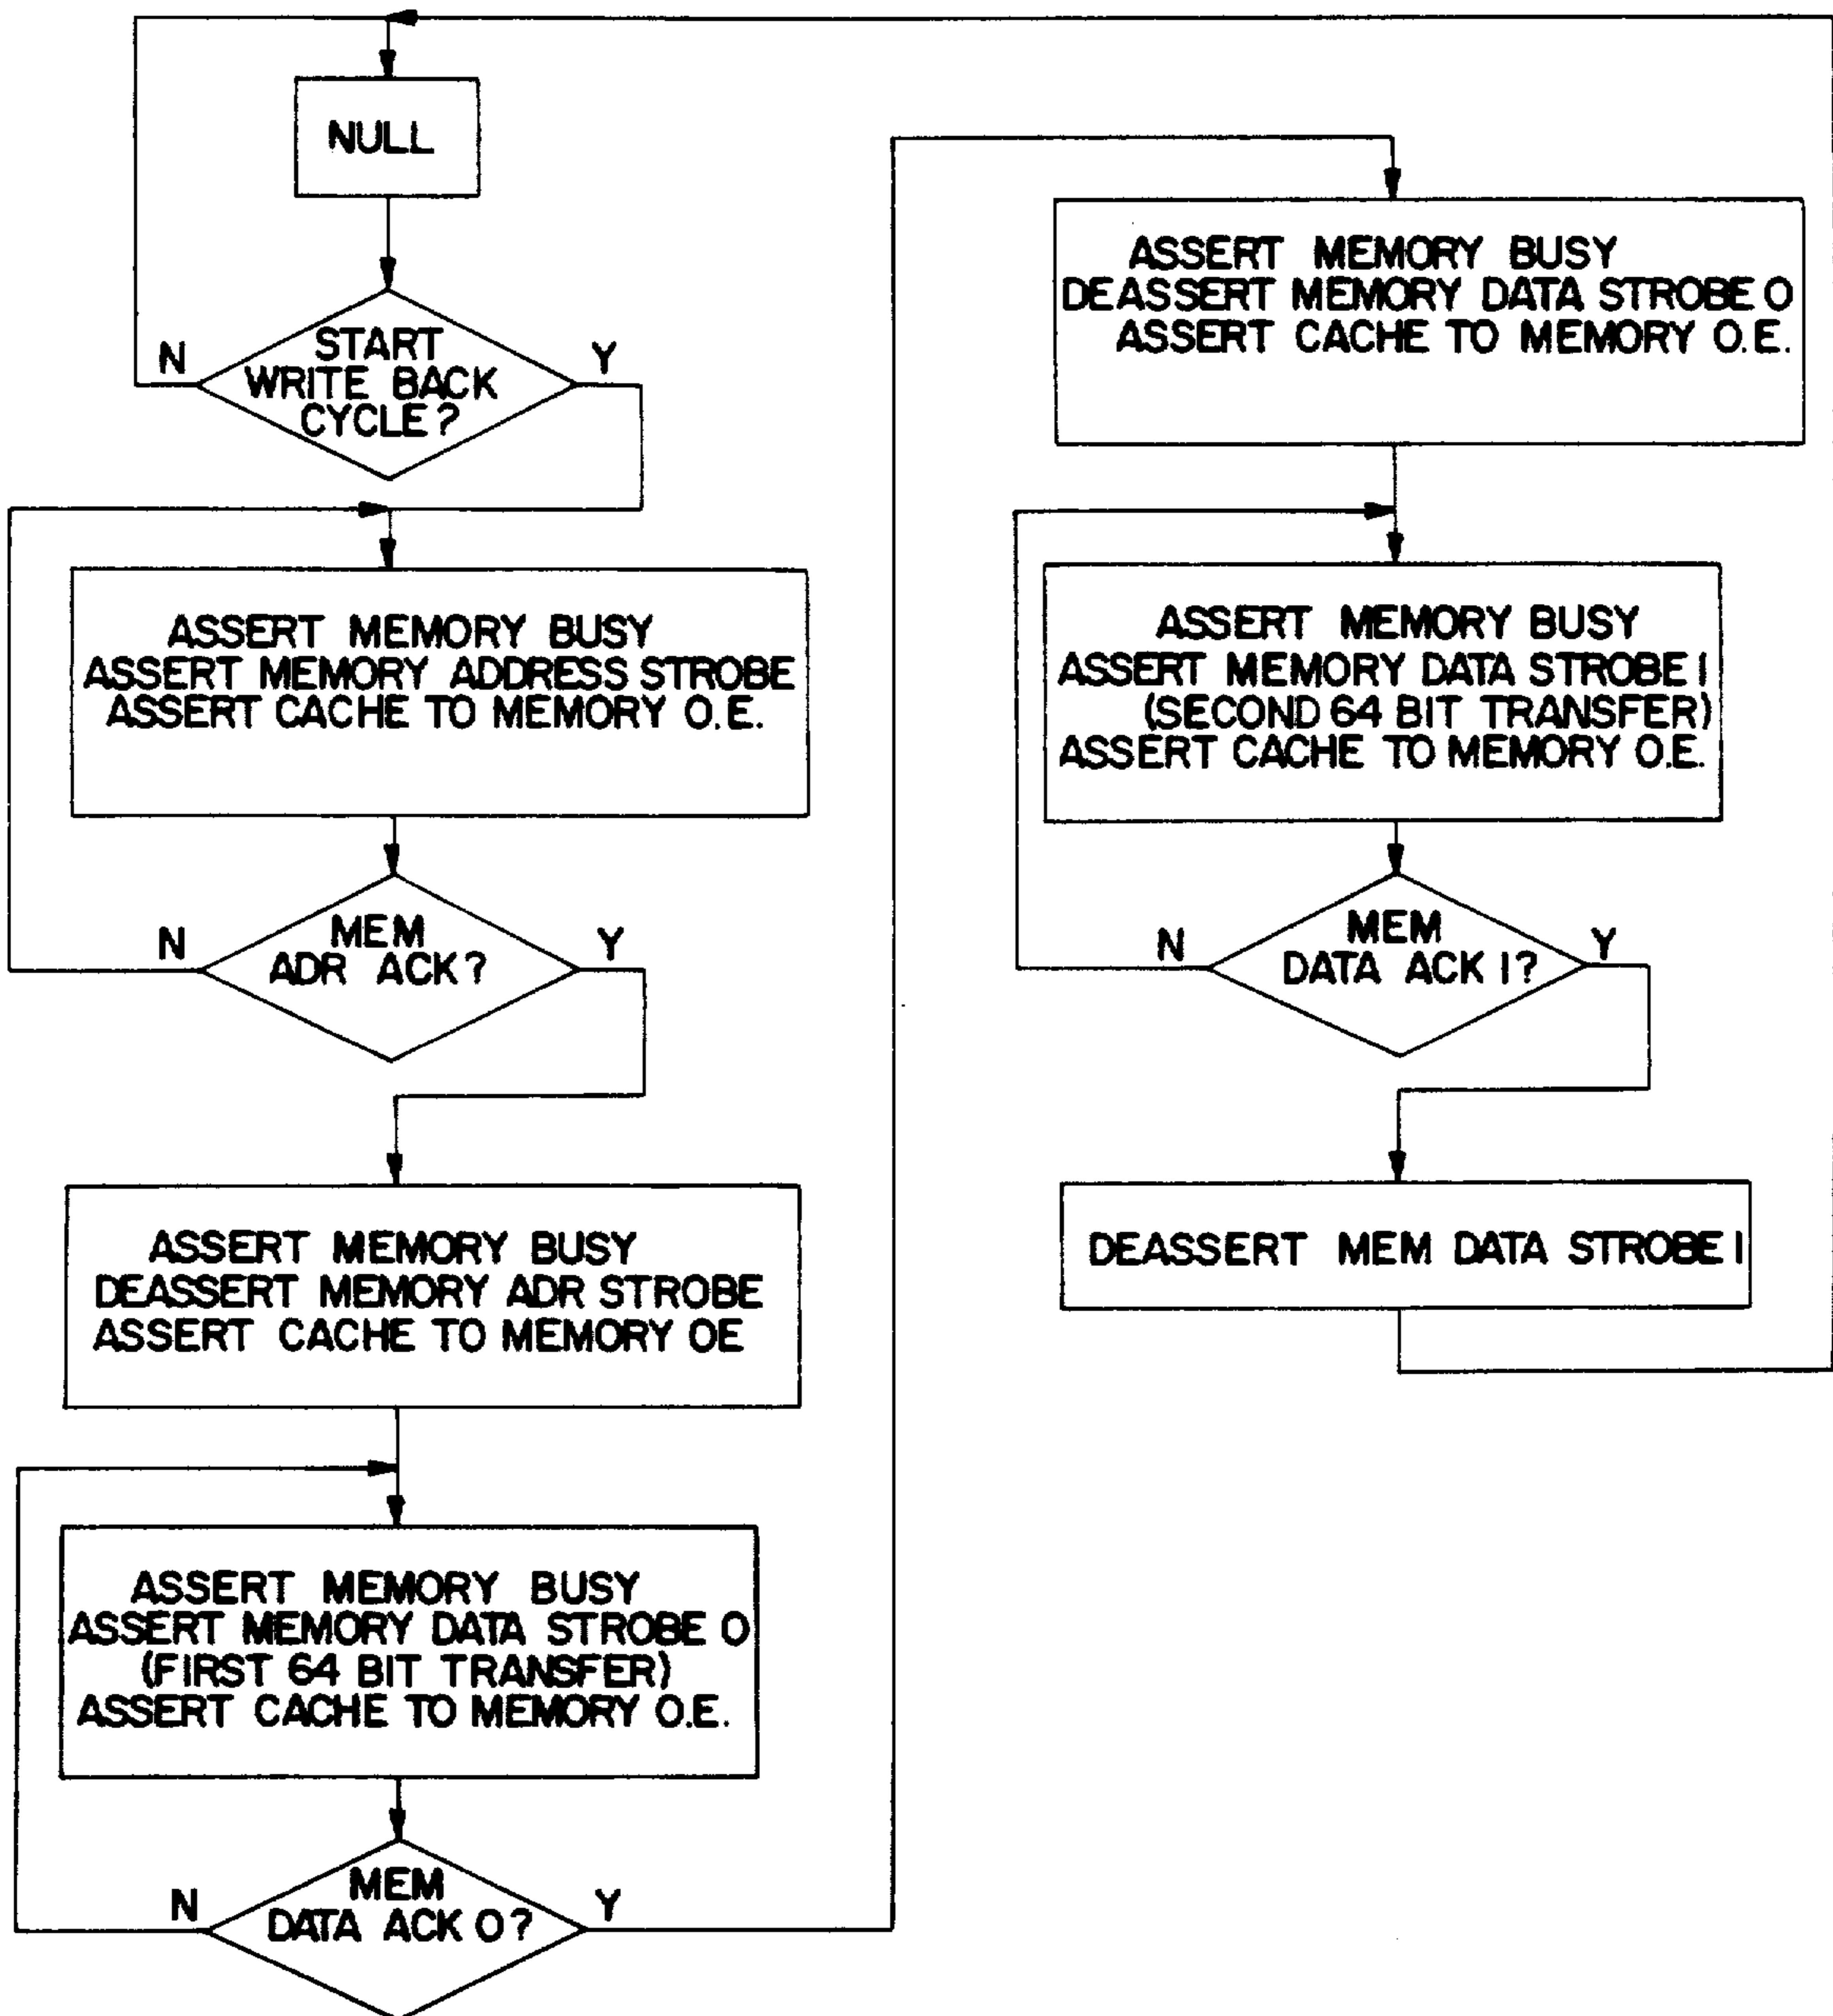 NULL
START
WRITE BACK
CYCLE?
N
Y
ASSERT MEMORY BUSY
ASSERT MEMORY ADDRESS STROBE
ASSERT CACHE TO MEMORY O.E.
MEM
ADR ACK?
N
Y
ASSERT MEMORY BUSY
DEASSERT MEMORY ADR STROBE
ASSERT CACHE TO MEMORY OE
ASSERT MEMORY BUSY
ASSERT MEMORY DATA STROBE 0
(FIRST 64 BIT TRANSFER)
ASSERT CACHE TO MEMORY O.E.
MEM
DATA ACK 0?
N
Y
ASSERT MEMORY BUSY
DEASSERT MEMORY DATA STROBE 0
ASSERT CACHE TO MEMORY O.E.
ASSERT MEMORY BUSY
ASSERT MEMORY DATA STROBE 1
(SECOND 64 BIT TRANSFER)
ASSERT CACHE TO MEMORY O.E.
MEM
DATA ACK 1?
N
Y
DEASSERT MEM DATA STROBE 1